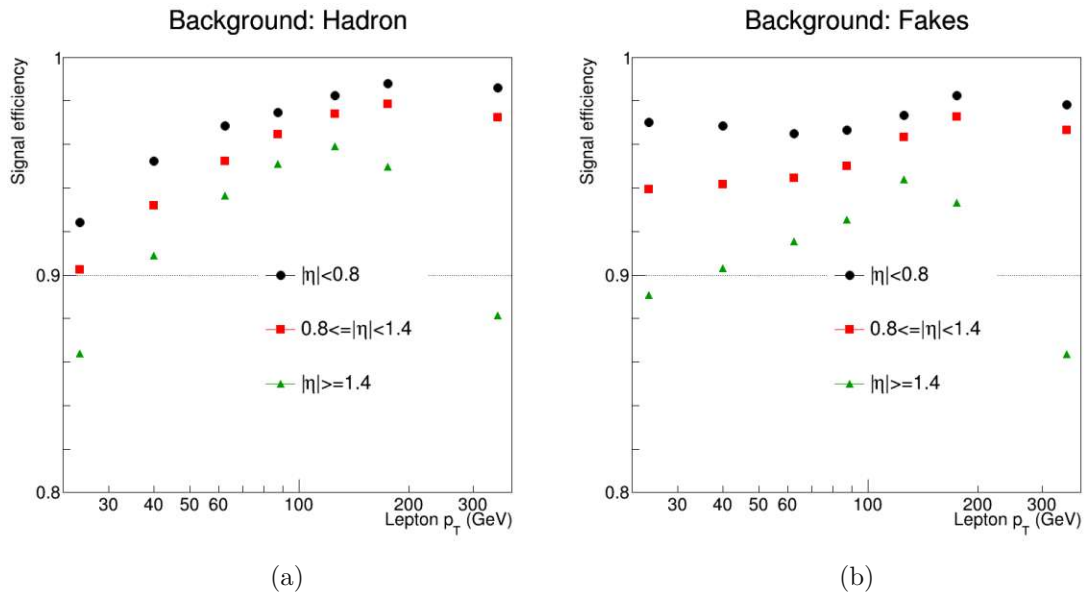 Background: Hadron
Signal efficiency
1
0.9
0.8
|η|<0.8
0.8<=|η|<1.4
|η|>=1.4
30 40 50 60 100 200 300
Lepton p_T (GeV)
(a)
Background: Fakes
Signal efficiency
1
0.9
0.8
|η|<0.8
0.8<=|η|<1.4
|η|>=1.4
30 40 50 60 100 200 300
Lepton p_T (GeV)
(b)